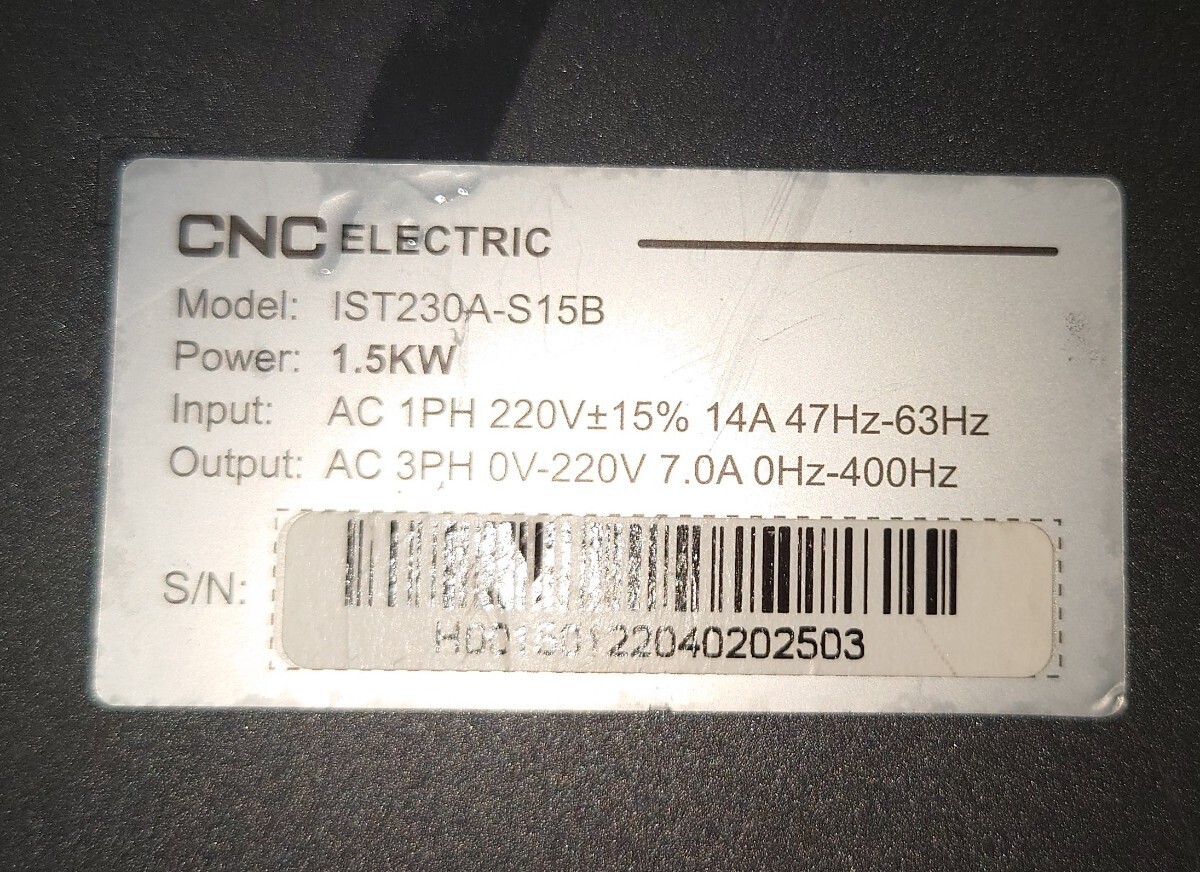 CNC ELECTRIC
Model: IST230A-S15B
Power: 1.5KW
Input: AC 1PH 220V±15% 14A 47Hz-63Hz
Output: AC 3PH 0V-220V 7.0A 0Hz-400Hz
S/N:
H00150122040202503